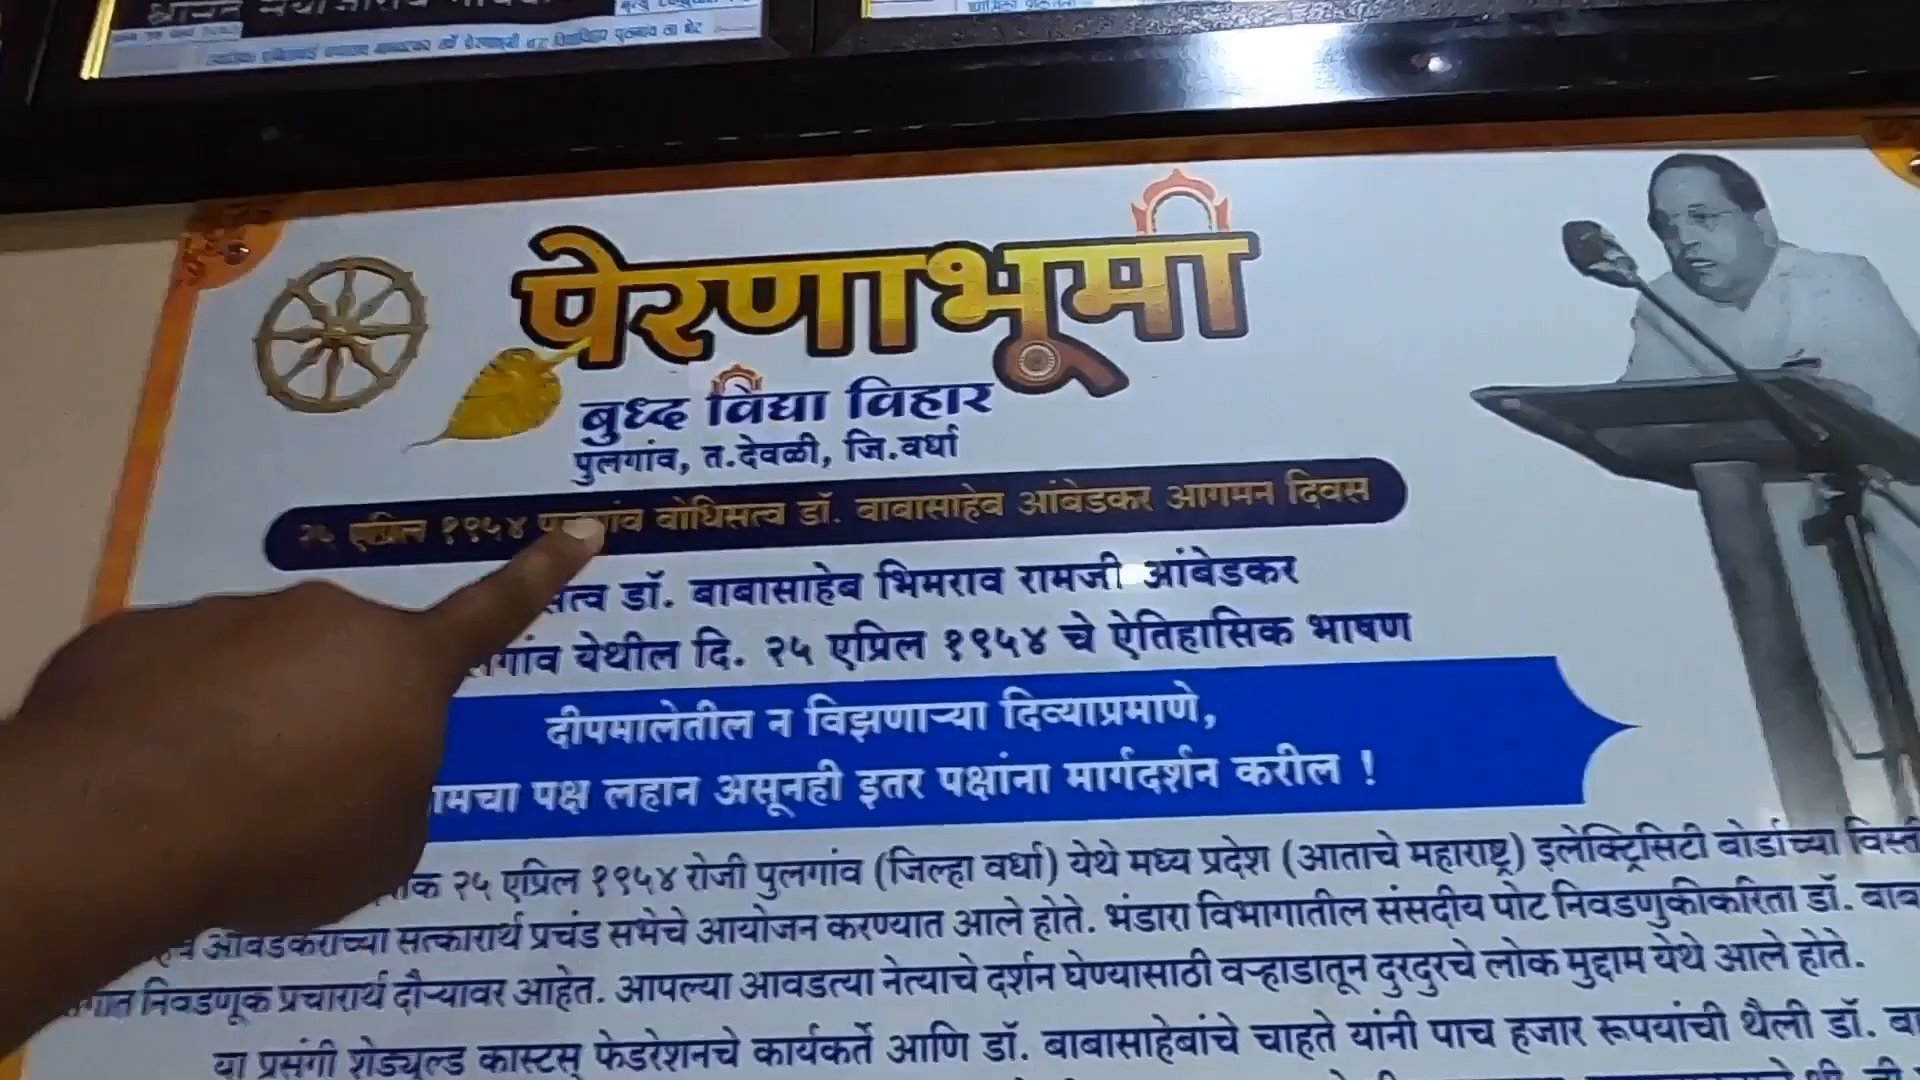 पेरणाभूमी
बुध्द विद्या विहार
पुलगांव, त.देवळी, जि.वर्धा
२५ एप्रिल १९५४ बोधिसत्व डॉ. बाबासाहेब आंबेडकर आगमन दिवस
डॉ. बाबासाहेब भिमराव रामजी आंबेडकर
येथील दि. २५ एप्रिल १९५४ चे ऐतिहासिक भाषण
दीपमालेतील न विझणाऱ्या दिव्याप्रमाणे,
पक्ष लहान असूनही इतर पक्षांना मार्गदर्शन करील !
२५ एप्रिल १९५४ रोजी पुलगांव (जिल्हा वर्धा) येथे मध्य प्रदेश (आताचे महाराष्ट्र) इलेक्ट्रिसिटी बोर्डाच्या
सत्कारार्थ प्रचंड सभेचे आयोजन करण्यात आले होते. भंडारा विभागातील संसदीय पोट निवडणुकीकरिता डॉ.
निवडणूक प्रचारार्थ दौऱ्यावर आहेत. आपल्या आवडत्या नेत्याचे दर्शन घेण्यासाठी वऱ्हाडातून दुरदुरचे लोक मुद्दाम येथे आले होते.
या प्रसंगी शेड्युल्ड कास्टस् फेडरेशनचे कार्यकर्ते आणि डॉ. बाबासाहेबांचे चाहते यांनी पाच हजार रूपयांची थैली डॉ.